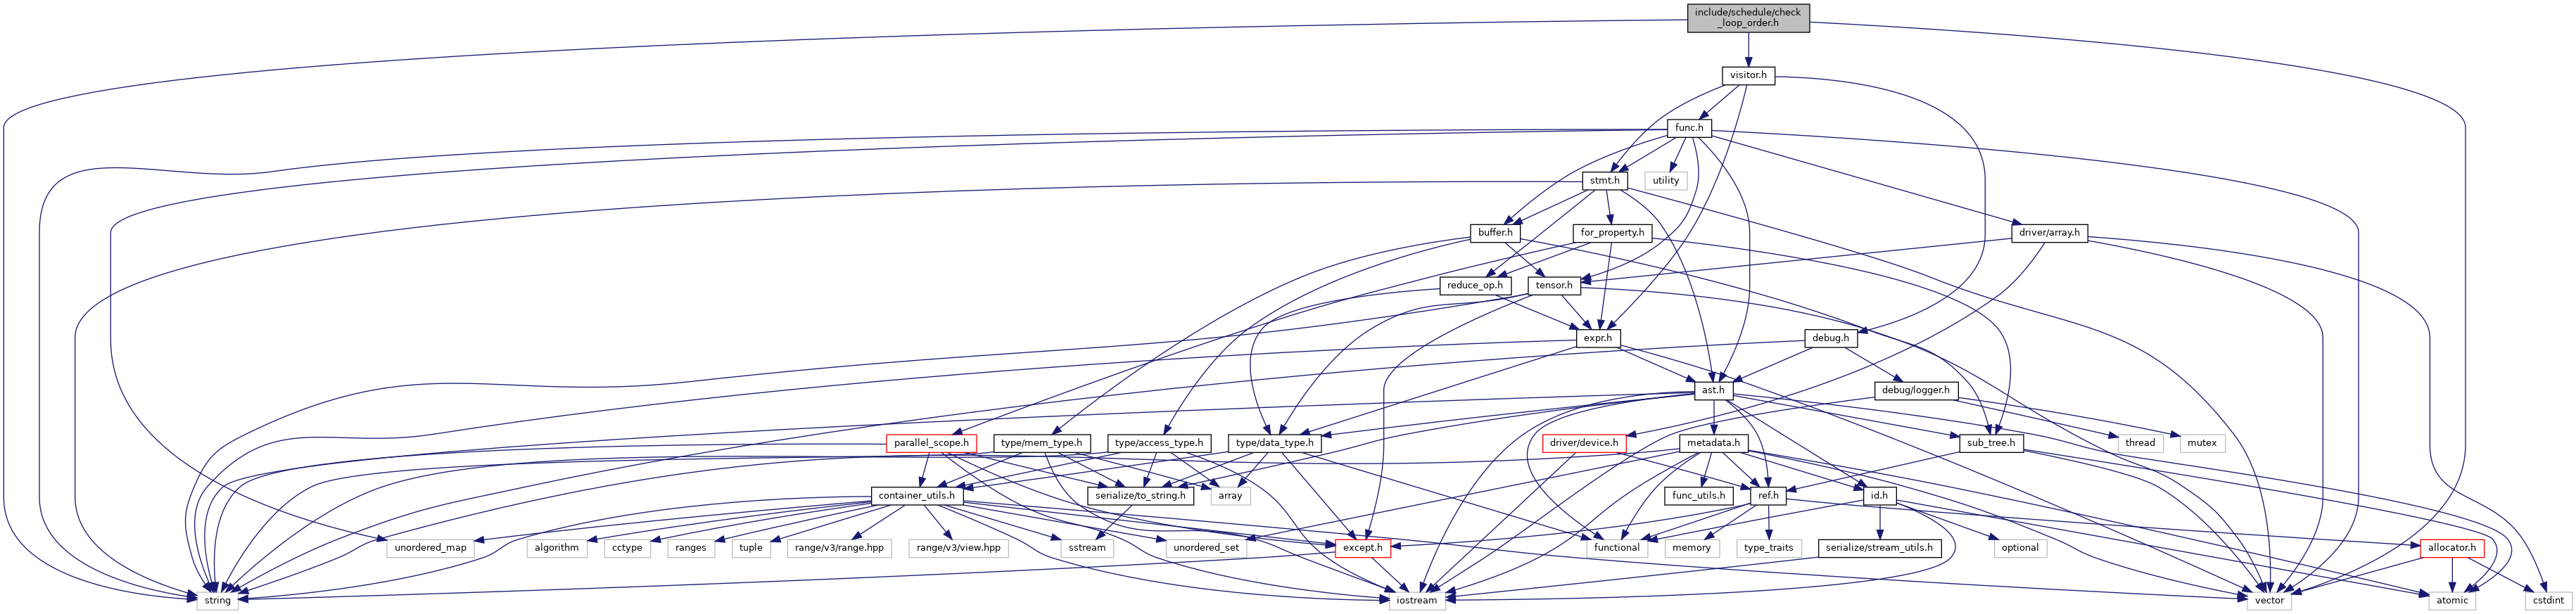 include/schedule/check
_loop_order.h
visitor.h
func.h
stmt.h
utility
buffer.h
for_property.h
driver/array.h
reduce_op.h
tensor.h
expr.h
debug.h
ast.h
debug/logger.h
parallel_scope.h
type/mem_type.h
type/access_type.h
type/data_type.h
driver/device.h
metadata.h
sub_tree.h
thread
mutex
container_utils.h
serialize/to_string.h
array
func_utils.h
ref.h
id.h
unordered_map
algorithm
cctype
ranges
tuple
range/v3/range.hpp
range/v3/view.hpp
sstream
unordered_set
except.h
functional
memory
type_traits
serialize/stream_utils.h
optional
allocator.h
string
iostream
vector
atomic
cstdint